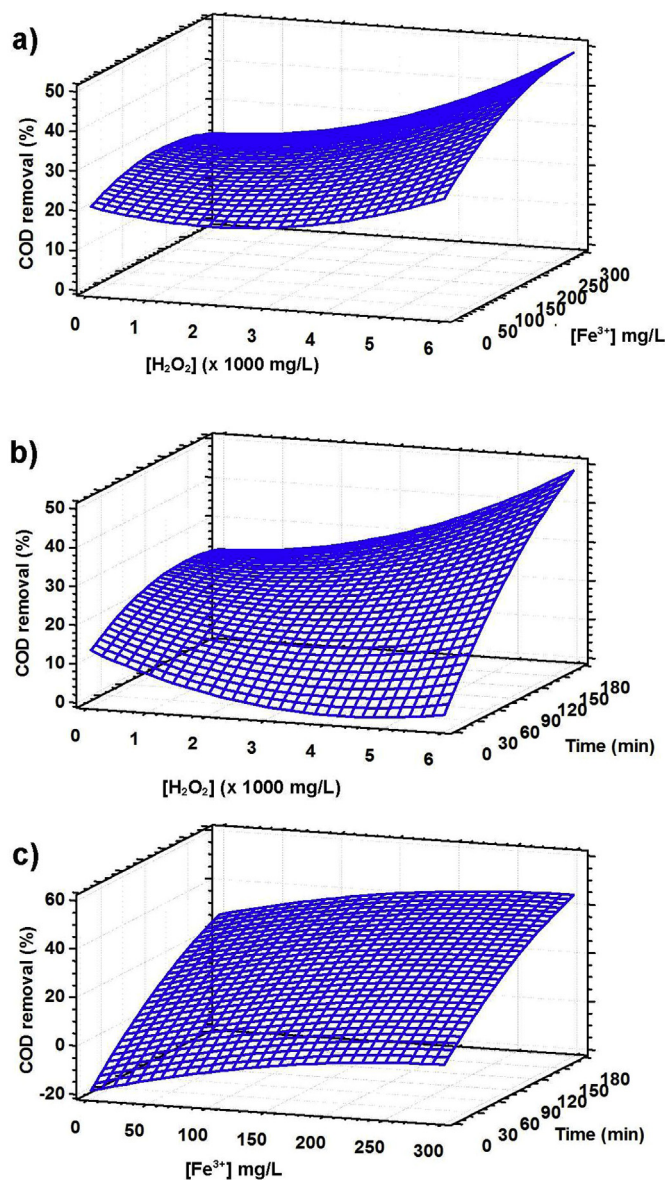 a)
50
40
30
20
10
0
COD removal (%)
0 1 2 3 4 5 6
[H₂O₂] (x 1000 mg/L)
0 50 100 150 200 250 300
[Fe³⁺] mg/L
b)
50
40
30
20
10
0
COD removal (%)
0 1 2 3 4 5 6
[H₂O₂] (x 1000 mg/L)
0 30 60 90 120 150 180
Time (min)
c)
60
40
20
0
-20
COD removal (%)
0 50 100 150 200 250 300
[Fe³⁺] mg/L
0 30 60 90 120 150 180
Time (min)